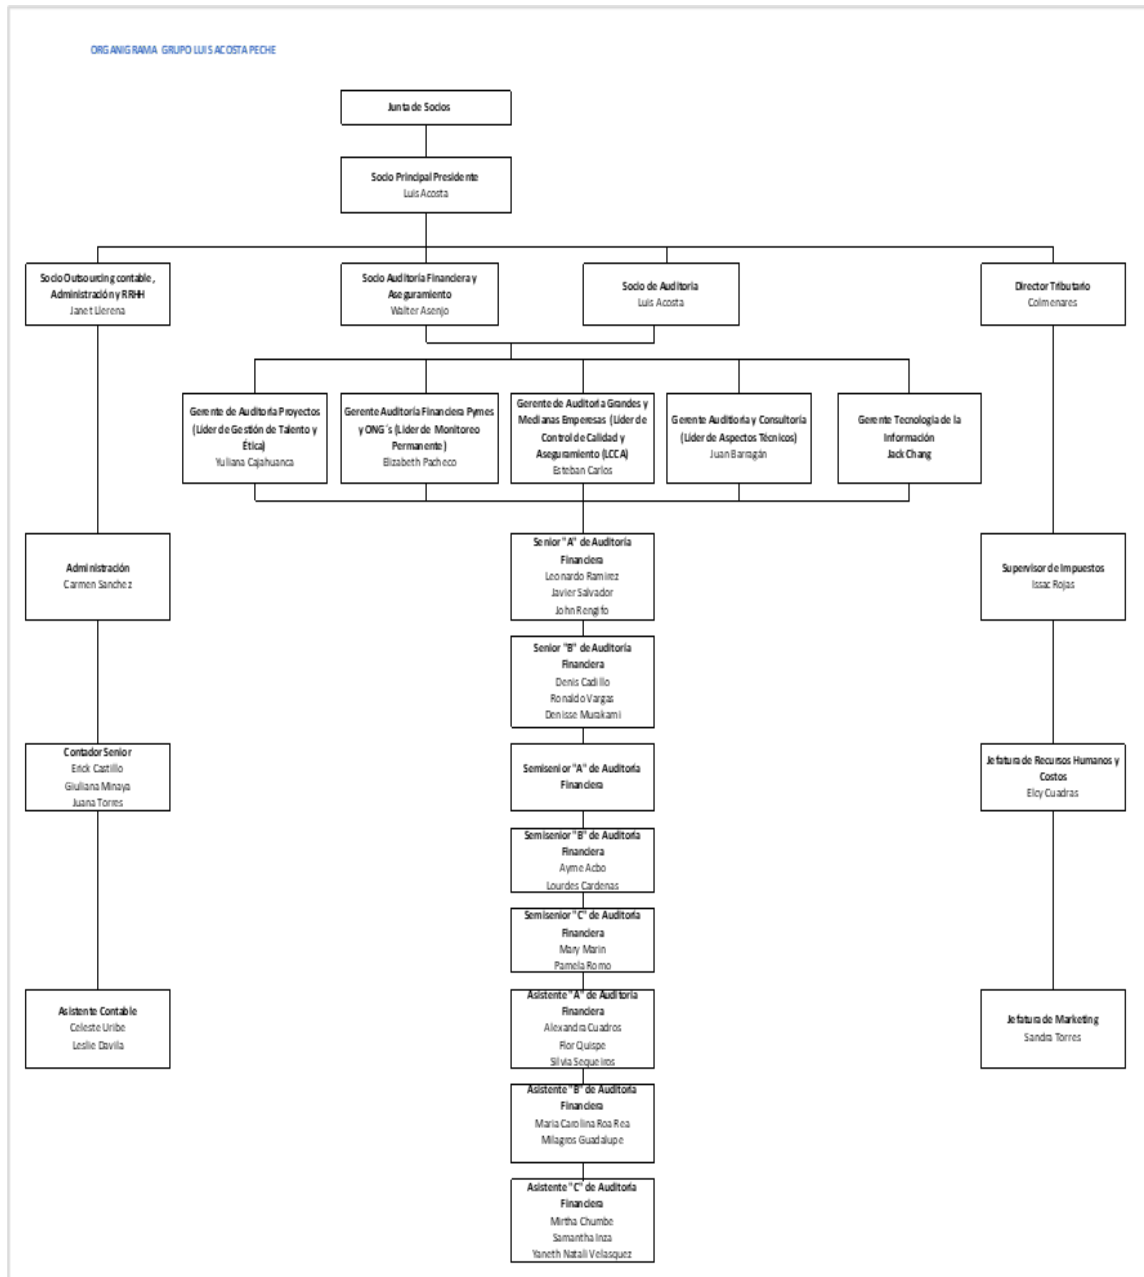 ORGANIGRAMA GRUPO LUIS ACOSTA PECHE
Junta de Socios
Socio Principal Presidente
Luis Acosta
Socio Outsourcing contable,
Administración y RRHH
Janet Llerena
Socio Auditoría Financiera y
Aseguramiento
Walter Asenjo
Socio de Auditoria
Luis Acosta
Director Tributario
Colmenares
Gerente de Auditoría Proyectos
(Líder de Gestión de Talento y
Ética)
Yuliana Cajahuanca
Gerente Auditoría Financiera Pymes
y ONG´s (Lider de Monitoreo
Permanente)
Elizabeth Pacheco
Gerente de Auditoría Grandes y
Medianas Emperesas (Líder de
Control de Calidad y
Aseguramiento (LCCA)
Esteban Carlos
Gerente Auditioria y Consultoría
(Lider de Aspectos Técnicos)
Juan Barragán
Gerente Tecnologia de la
Información
Jack Chang
Administración
Carmen Sanchez
Senior "A" de Auditoría
Financiera
Leonardo Ramirez
Javier Salvador
John Rengifo
Supervisor de Impuestos
Issac Rojas
Senior "B" de Auditoría
Financiera
Denis Cadillo
Ronaldo Vargas
Denisse Murakami
Contador Senior
Erick Castillo
Giuliana Minaya
Juana Torres
Semisenior "A" de Auditoría
Financiera
Jefatura de Recursos Humanos y
Costos
Elcy Cuadras
Semisenior "B" de Auditoría
Financiera
Ayme Acbo
Lourdes Cardenas
Semisenior "C" de Auditoría
Financiera
Mary Marin
Pamela Romo
Asistente Contable
Celeste Uribe
Leslie Davila
Asistente "A" de Auditoría
Financiera
Alexandra Cuadros
Flor Quispe
Silvia Sequeiros
Jefatura de Marketing
Sandra Torres
Asistente "B" de Auditoría
Financiera
Maria Carolina Roa Rea
Milagros Guadalupe
Asistente "C" de Auditoría
Financiera
Mirtha Chumbe
Samantha Inza
Yaneth Natali Velasquez